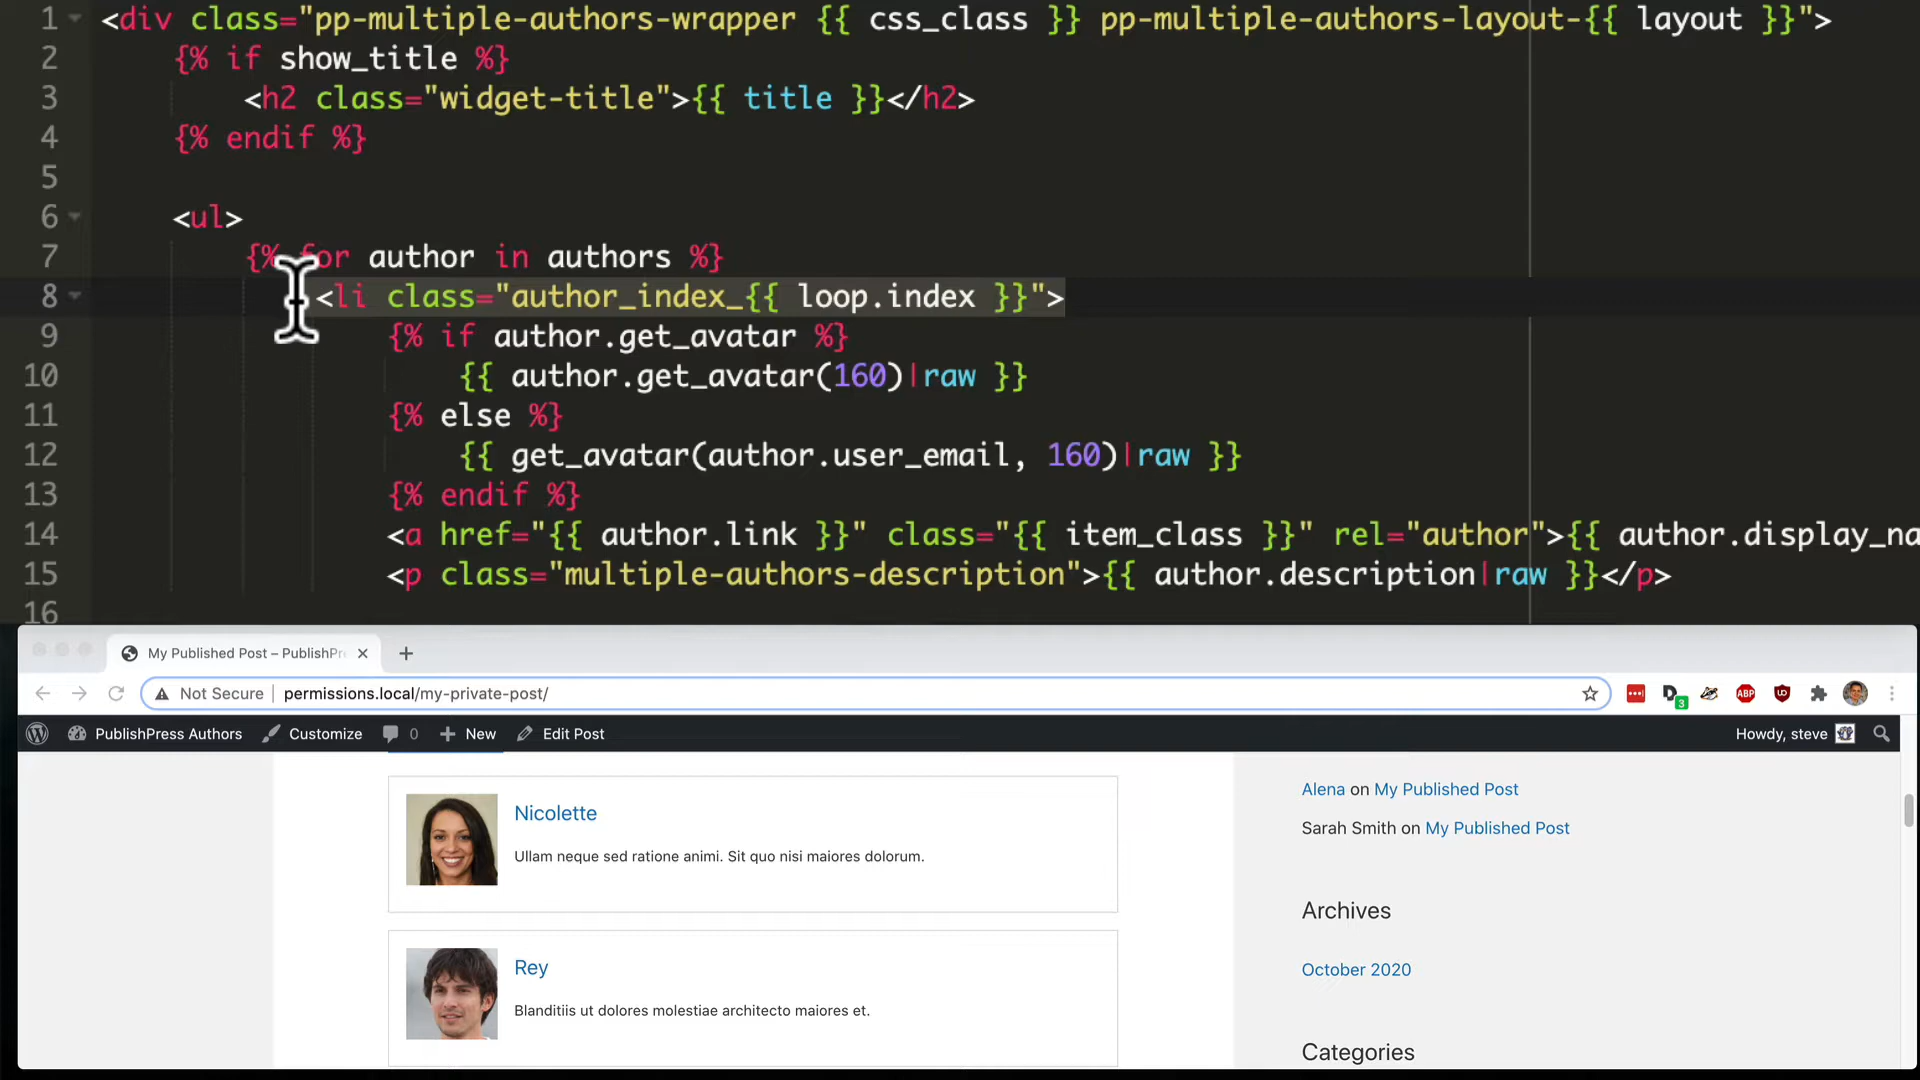 1 <div class="pp-multiple-authors-wrapper {{ css_class }} pp-multiple-authors-layout-{{ layout }}">
2 {% if show_title %}
3 <h2 class="widget-title">{{ title }}</h2>
4 {% endif %}
5
6 <ul>
7 {% for author in authors %}
8 <li class="author_index_{{ loop.index }}">
9 {% if author.get_avatar %}
10 {{ author.get_avatar(160)|raw }}
11 {% else %}
12 {{ get_avatar(author.user_email, 160)|raw }}
13 {% endif %}
14 <a href="{{ author.link }}" class="{{ item_class }}" rel="author">{{ author.display_na
15 <p class="multiple-authors-description">{{ author.description|raw }}</p>
16
My Published Post – PublishPr
Not Secure | permissions.local/my-private-post/
3
ABP
PublishPress Authors Customize 0 New Edit Post
Howdy, steve
Nicolette
Ullam neque sed ratione animi. Sit quo nisi maiores dolorum.
Rey
Blanditiis ut dolores molestiae architecto maiores et.
Alena on My Published Post
Sarah Smith on My Published Post
Archives
October 2020
Categories